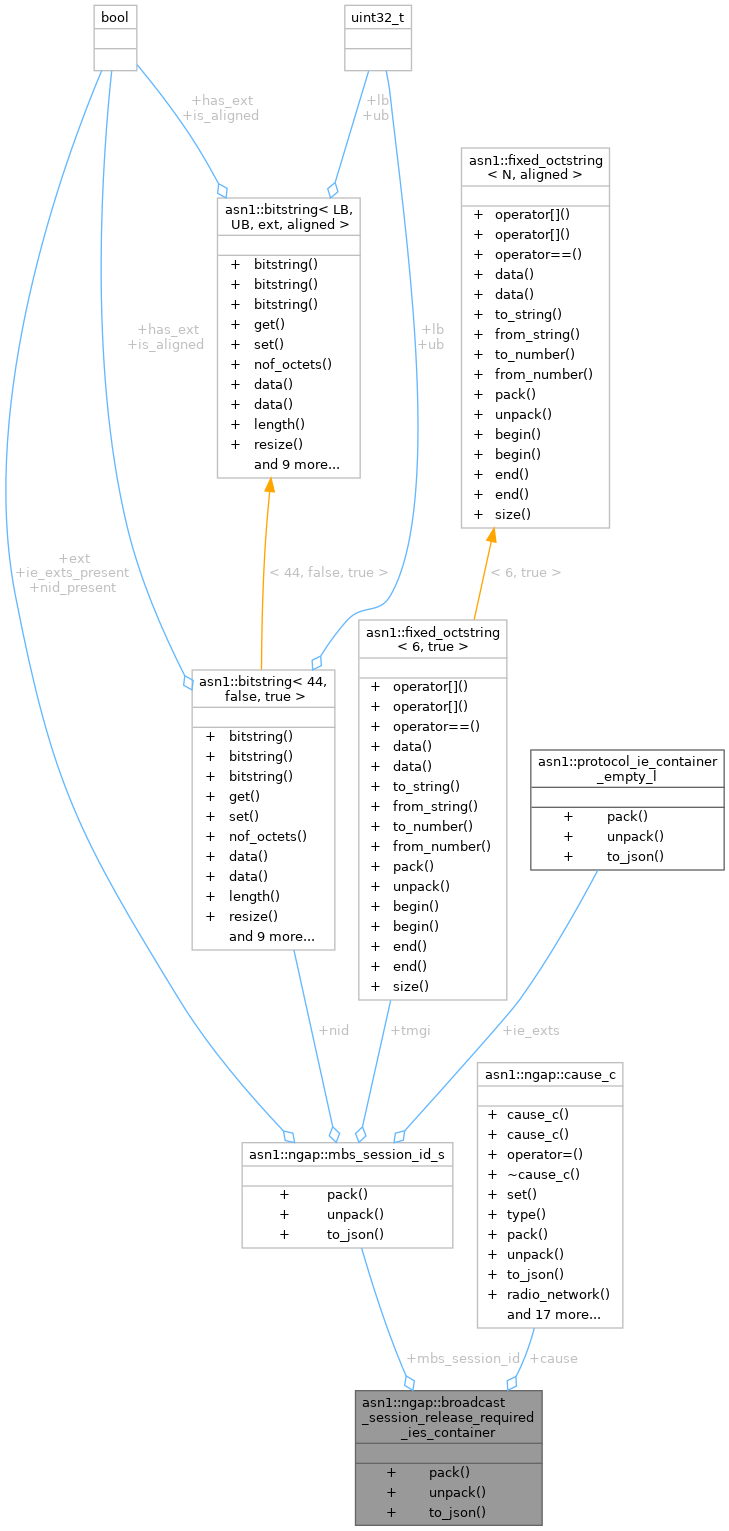 bool
uint32_t
+has_ext
+is_aligned
+lb
+ub
asn1::fixed_octstring
< N, aligned >
+ operator[]()
+ operator[]()
+ operator==()
+ data()
+ data()
+ to_string()
+ from_string()
+ to_number()
+ from_number()
+ pack()
+ unpack()
+ begin()
+ begin()
+ end()
+ end()
+ size()
asn1::bitstring< LB,
UB, ext, aligned >
+ bitstring()
+ bitstring()
+ bitstring()
+ get()
+ set()
+ nof_octets()
+ data()
+ data()
+ length()
+ resize()
and 9 more...
+has_ext
+is_aligned
+lb
+ub
+ext
+ie_exts_present
+nid_present
< 44, false, true >
< 6, true >
asn1::bitstring< 44,
false, true >
+ bitstring()
+ bitstring()
+ bitstring()
+ get()
+ set()
+ nof_octets()
+ data()
+ data()
+ length()
+ resize()
and 9 more...
asn1::fixed_octstring
< 6, true >
+ operator[]()
+ operator[]()
+ operator==()
+ data()
+ data()
+ to_string()
+ from_string()
+ to_number()
+ from_number()
+ pack()
+ unpack()
+ begin()
+ begin()
+ end()
+ end()
+ size()
asn1::protocol_ie_container
_empty_l
+ pack()
+ unpack()
+ to_json()
+nid
+tmgi
+ie_exts
asn1::ngap::mbs_session_id_s
+ pack()
+ unpack()
+ to_json()
asn1::ngap::cause_c
+ cause_c()
+ cause_c()
+ operator=()
+ ~cause_c()
+ set()
+ type()
+ pack()
+ unpack()
+ to_json()
+ radio_network()
and 17 more...
+mbs_session_id
+cause
asn1::ngap::broadcast
_session_release_required
_ies_container
+ pack()
+ unpack()
+ to_json()